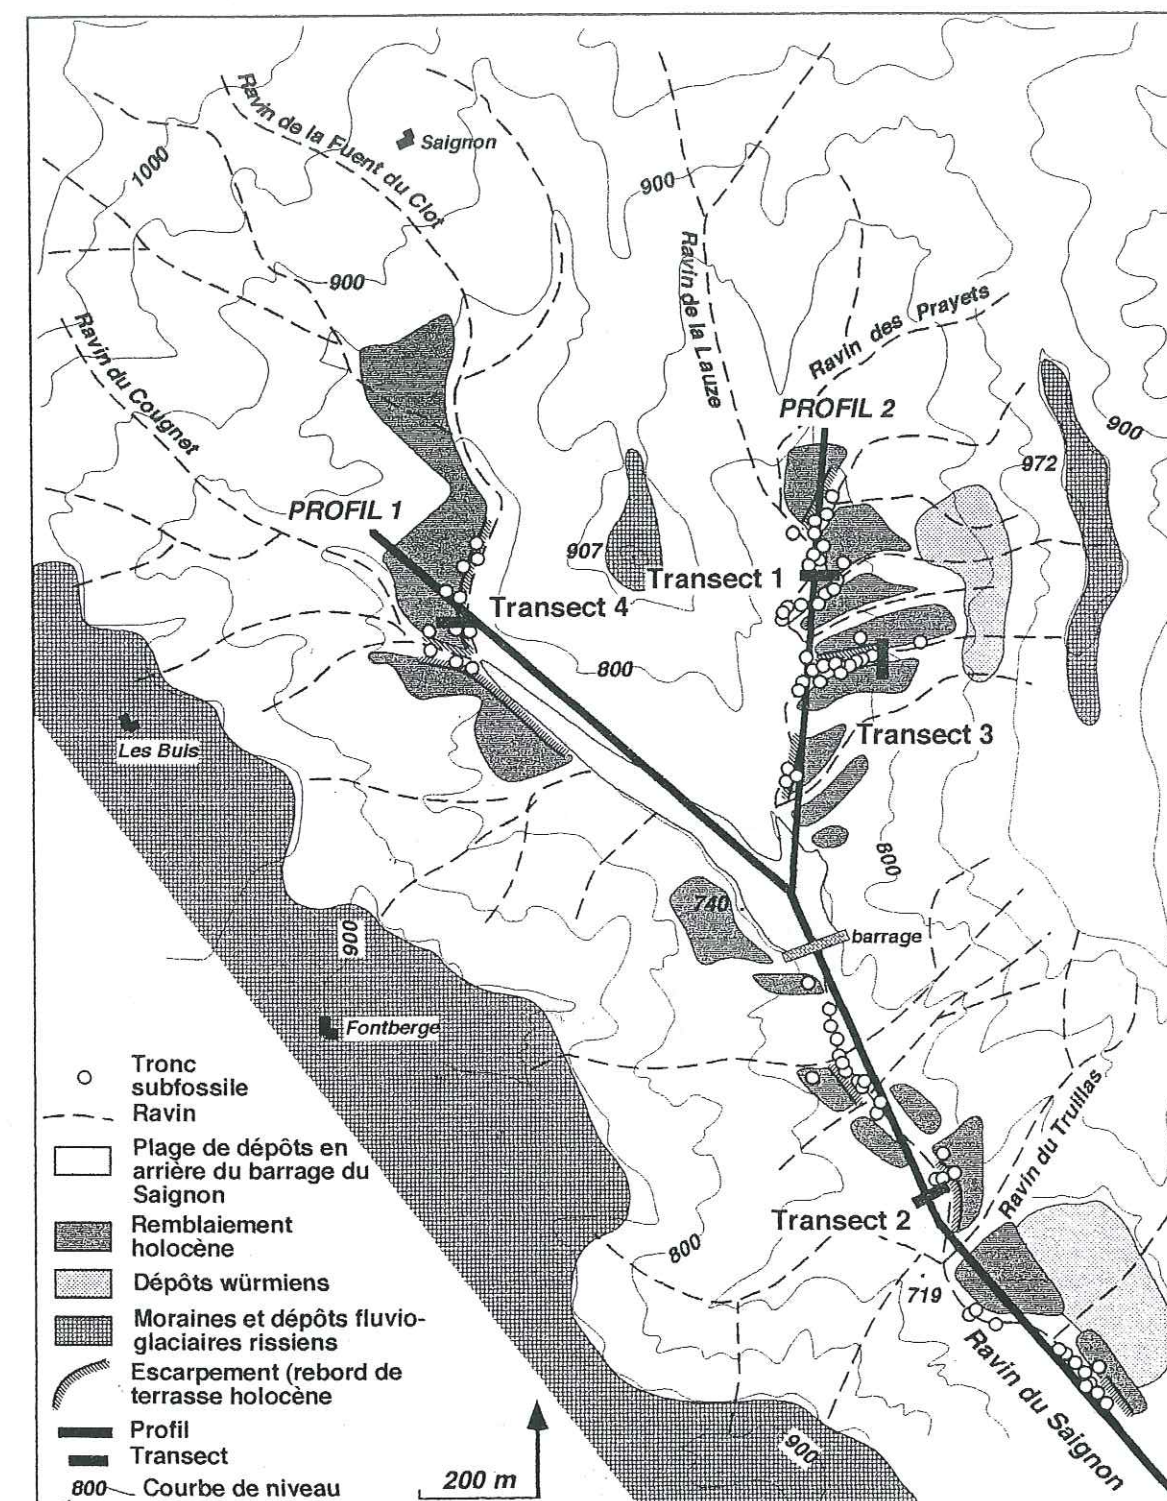 Ravin de la Fuent du Clot
Saignon
1000
900
900
Ravin de la Lauze
Ravin des Prayets
Ravin du Cougnet
PROFIL 2
900
972
PROFIL 1
907
Transect 1
Transect 4
800
Les Buis
Transect 3
800
740
barrage
900
Fontberge
Ravin du Truillas
Transect 2
800
719
Ravin du Saignon
900
Tronc
subfossile
Ravin
Plage de dépôts en
arrière du barrage du
Saignon
Remblaiement
holocène
Dépôts würmiens
Moraines et dépôts fluvio-
glaciaires rissiens
Escarpement (rebord de
terrasse holocène
Profil
Transect
800 Courbe de niveau
200 m